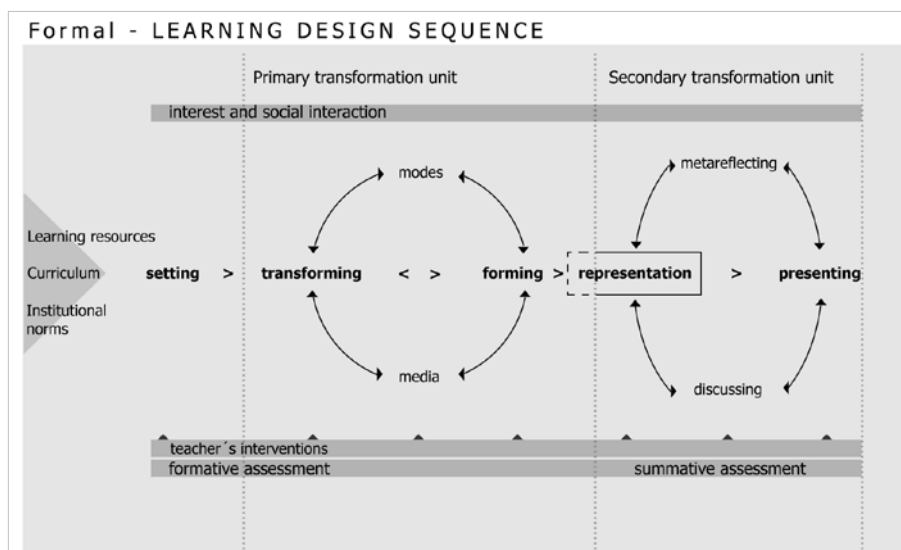 Formal - LEARNING DESIGN SEQUENCE
Primary transformation unit
Secondary transformation unit
interest and social interaction
modes
metareflecting
Learning resources
Curriculum
Institutional
norms
setting > transforming < > forming > representation > presenting
media
discussing
teacher´s interventions
formative assessment
summative assessment